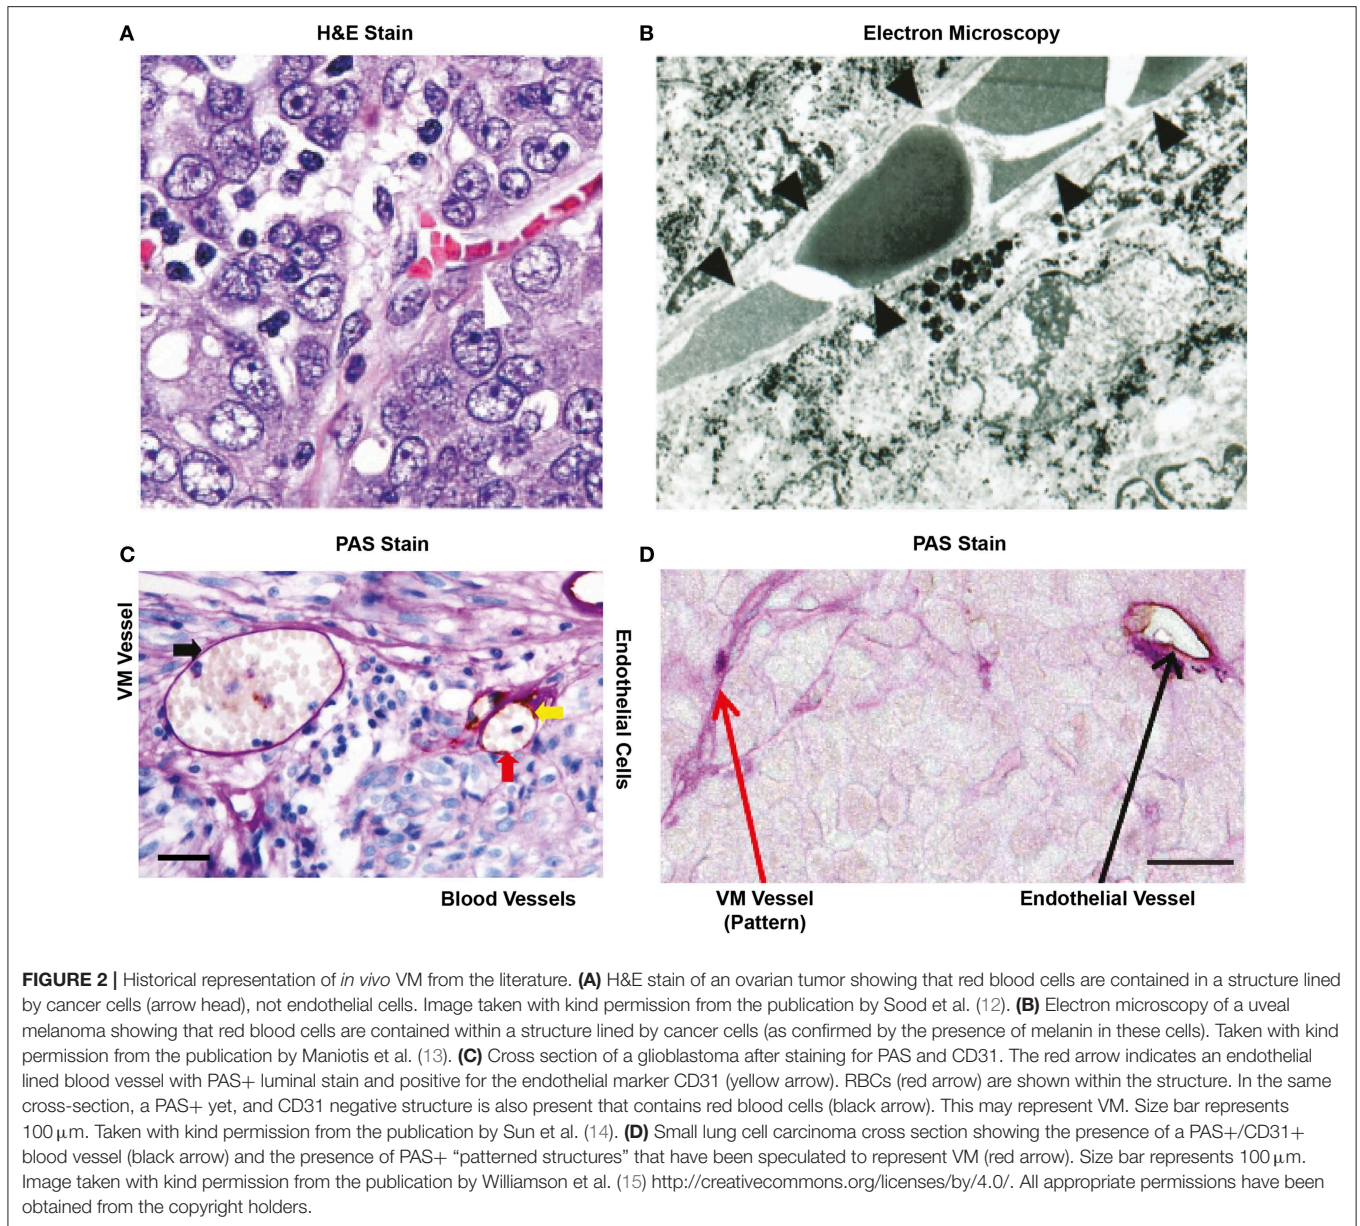 A
H&E Stain
B
Electron Microscopy
C
PAS Stain
D
PAS Stain
VM Vessel
Endothelial Cells
Blood Vessels
VM Vessel
(Pattern)
Endothelial Vessel
FIGURE 2 | Historical representation of in vivo VM from the literature. (A) H&E stain of an ovarian tumor showing that red blood cells are contained in a structure lined
by cancer cells (arrow head), not endothelial cells. Image taken with kind permission from the publication by Sood et al. (12). (B) Electron microscopy of a uveal
melanoma showing that red blood cells are contained within a structure lined by cancer cells (as confirmed by the presence of melanin in these cells). Taken with kind
permission from the publication by Maniotis et al. (13). (C) Cross section of a glioblastoma after staining for PAS and CD31. The red arrow indicates an endothelial
lined blood vessel with PAS+ luminal stain and positive for the endothelial marker CD31 (yellow arrow). RBCs (red arrow) are shown within the structure. In the same
cross-section, a PAS+ yet, and CD31 negative structure is also present that contains red blood cells (black arrow). This may represent VM. Size bar represents
100 μm. Taken with kind permission from the publication by Sun et al. (14). (D) Small lung cell carcinoma cross section showing the presence of a PAS+/CD31+
blood vessel (black arrow) and the presence of PAS+ “patterned structures” that have been speculated to represent VM (red arrow). Size bar represents 100 μm.
Image taken with kind permission from the publication by Williamson et al. (15) http://creativecommons.org/licenses/by/4.0/. All appropriate permissions have been
obtained from the copyright holders.